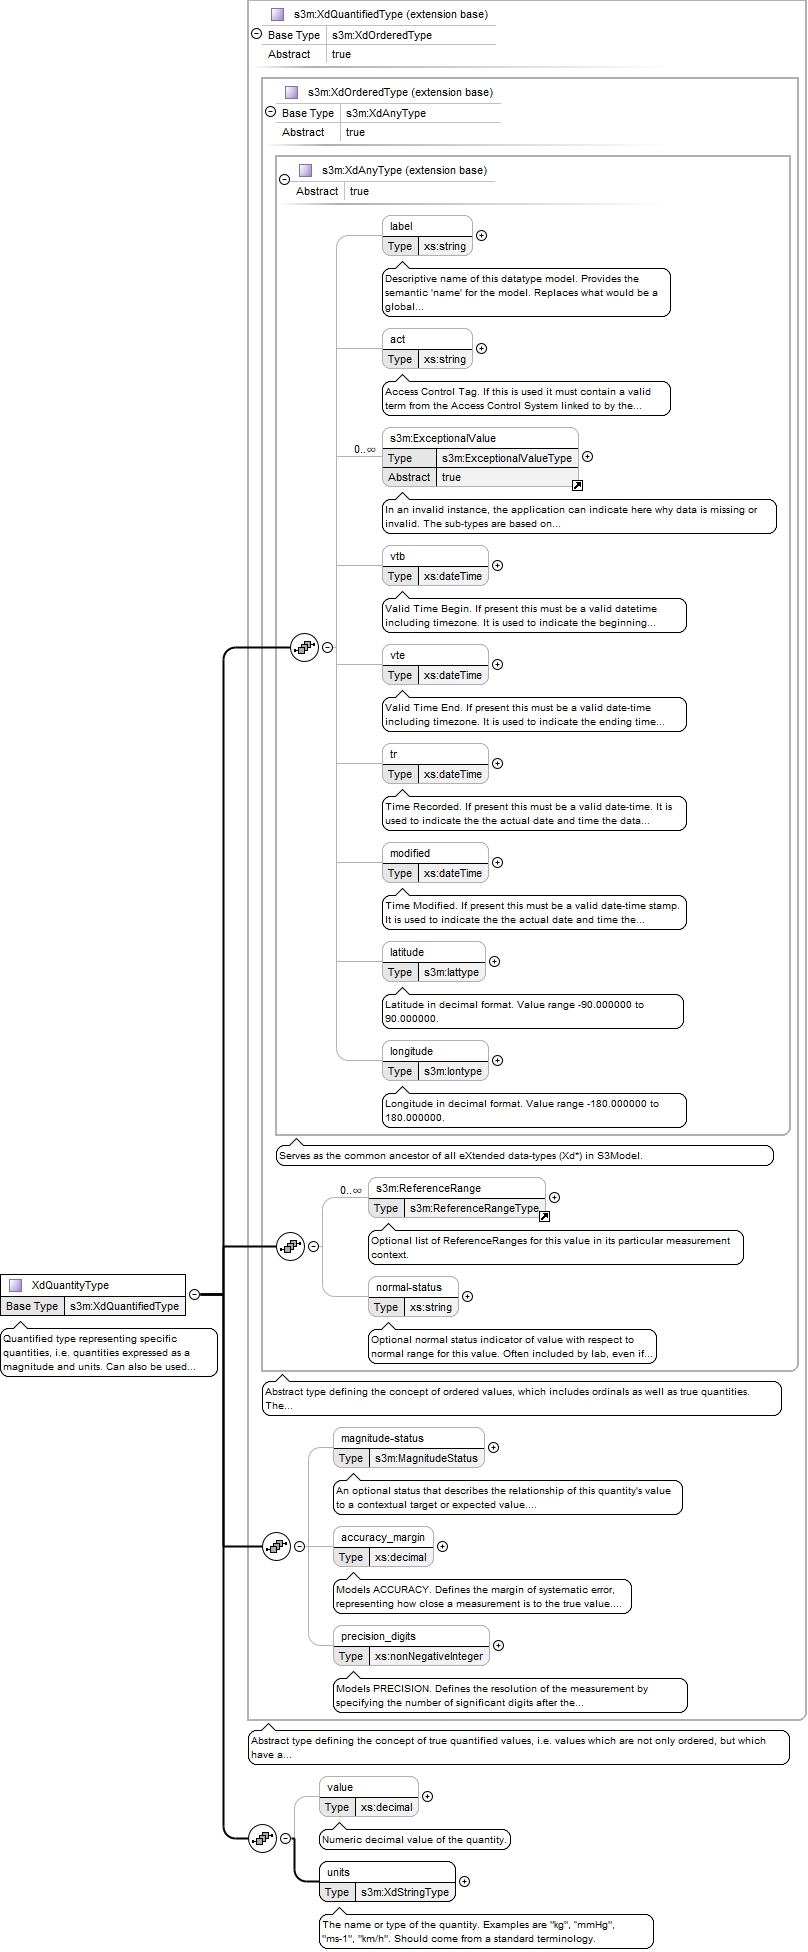 s3m:XdQuantifiedType (extension base)
Base Type s3m:XdOrderedType
Abstract true
s3m:XdOrderedType (extension base)
Base Type s3m:XdAnyType
Abstract true
s3m:XdAnyType (extension base)
Abstract true
label
Type xs:string
Descriptive name of this datatype model. Provides the
semantic 'name' for the model. Replaces what would be a
global...
act
Type xs:string
Access Control Tag. If this is used it must contain a valid
term from the Access Control System linked to by the...
0..∞
s3m:ExceptionalValue
Type s3m:ExceptionalValueType
Abstract true
In an invalid instance, the application can indicate here why data is missing or
invalid. The sub-types are based on...
vtb
Type xs:dateTime
Valid Time Begin. If present this must be a valid datetime
including timezone. It is used to indicate the beginning...
vte
Type xs:dateTime
Valid Time End. If present this must be a valid date-time
including timezone. It is used to indicate the ending time...
tr
Type xs:dateTime
Time Recorded. If present this must be a valid date-time. It is
used to indicate the the actual date and time the data...
modified
Type xs:dateTime
Time Modified. If present this must be a valid date-time stamp.
It is used to indicate the the actual date and time the...
latitude
Type s3m:lattype
Latitude in decimal format. Value range -90.000000 to
90.000000.
longitude
Type s3m:lontype
Longitude in decimal format. Value range -180.000000 to
180.000000.
Serves as the common ancestor of all eXtended data-types (Xd*) in S3Model.
0..∞
s3m:ReferenceRange
Type s3m:ReferenceRangeType
Optional list of ReferenceRanges for this value in its particular measurement
context.
normal-status
Type xs:string
Optional normal status indicator of value with respect to
normal range for this value. Often included by lab, even if...
XdQuantityType
Base Type s3m:XdQuantifiedType
Quantified type representing specific
quantities, i.e. quantities expressed as a
magnitude and units. Can also be used...
Abstract type defining the concept of ordered values, which includes ordinals as well as true quantities.
The...
magnitude-status
Type s3m:MagnitudeStatus
An optional status that describes the relationship of this quantity's value
to a contextual target or expected value....
accuracy_margin
Type xs:decimal
Models ACCURACY. Defines the margin of systematic error,
representing how close a measurement is to the true value....
precision_digits
Type xs:nonNegativeInteger
Models PRECISION. Defines the resolution of the measurement by
specifying the number of significant digits after the...
Abstract type defining the concept of true quantified values, i.e. values which are not only ordered, but which
have a...
value
Type xs:decimal
Numeric decimal value of the quantity.
units
Type s3m:XdStringType
The name or type of the quantity. Examples are "kg", "mmHg",
"ms-1", "km/h". Should come from a standard terminology.